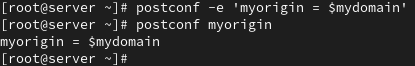 [root@server ~]# postconf -e 'myorigin = $mydomain'
[root@server ~]# postconf myorigin
myorigin = $mydomain
[root@server ~]#